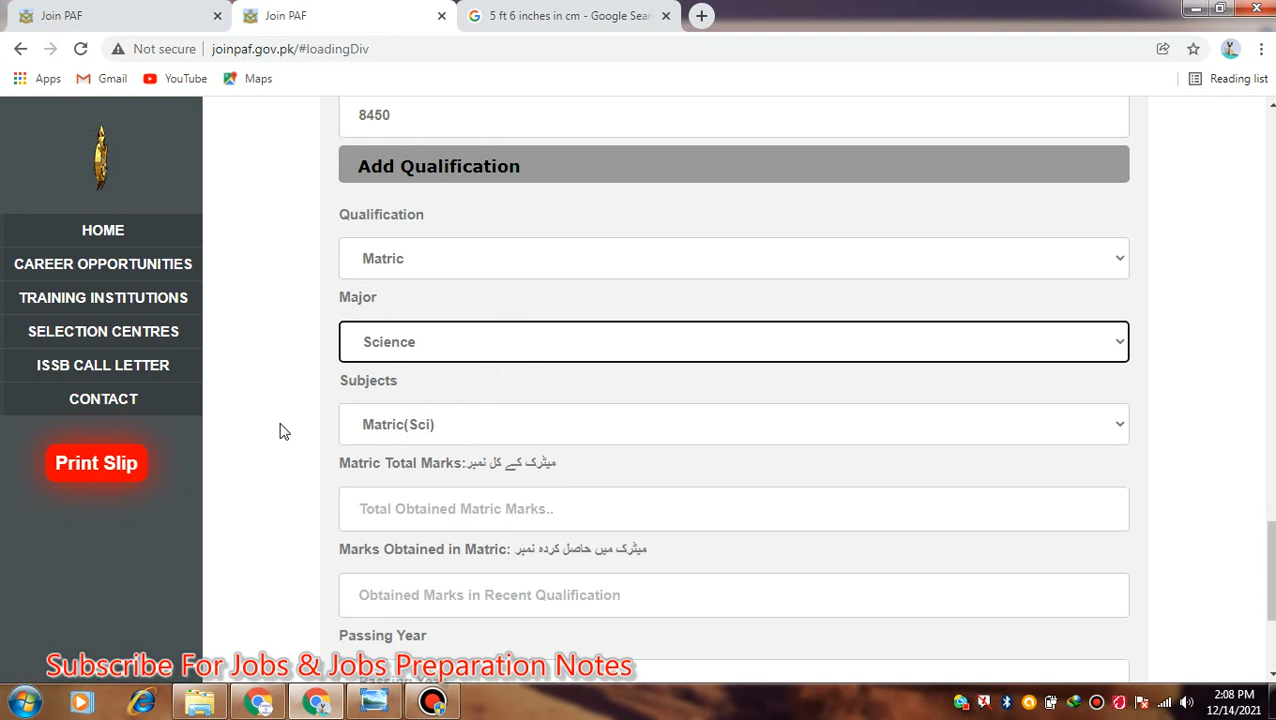 Join PAF
Join PAF
5 ft 6 inches in cm - Google Sear
Not secure
joinpaf.gov.pk/#loadingDiv
Apps
Gmail
YouTube
Maps
Reading list
8450
Add Qualification
HOME
CAREER OPPORTUNITIES
TRAINING INSTITUTIONS
SELECTION CENTRES
ISSB CALL LETTER
CONTACT
Print Slip
Qualification
Matric
Major
Science
Subjects
Matric(Sci)
Matric Total Marks:میٹرک کے کل نمبر
Total Obtained Matric Marks..
Marks Obtained in Matric: میٹرک میں حاصل کردہ نمبر
Obtained Marks in Recent Qualification
Passing Year
Subscribe For Jobs & Jobs Preparation Notes
2:08 PM
12/14/2021